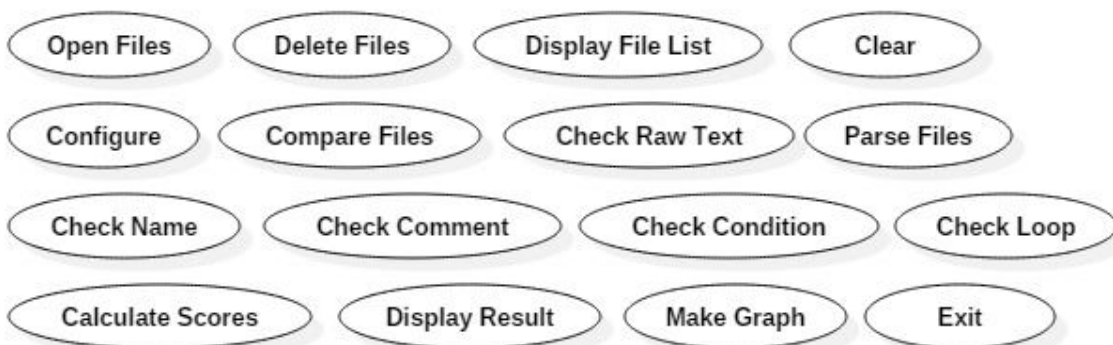 Open Files Delete Files Display File List Clear
Configure Compare Files Check Raw Text Parse Files
Check Name Check Comment Check Condition Check Loop
Calculate Scores Display Result Make Graph Exit